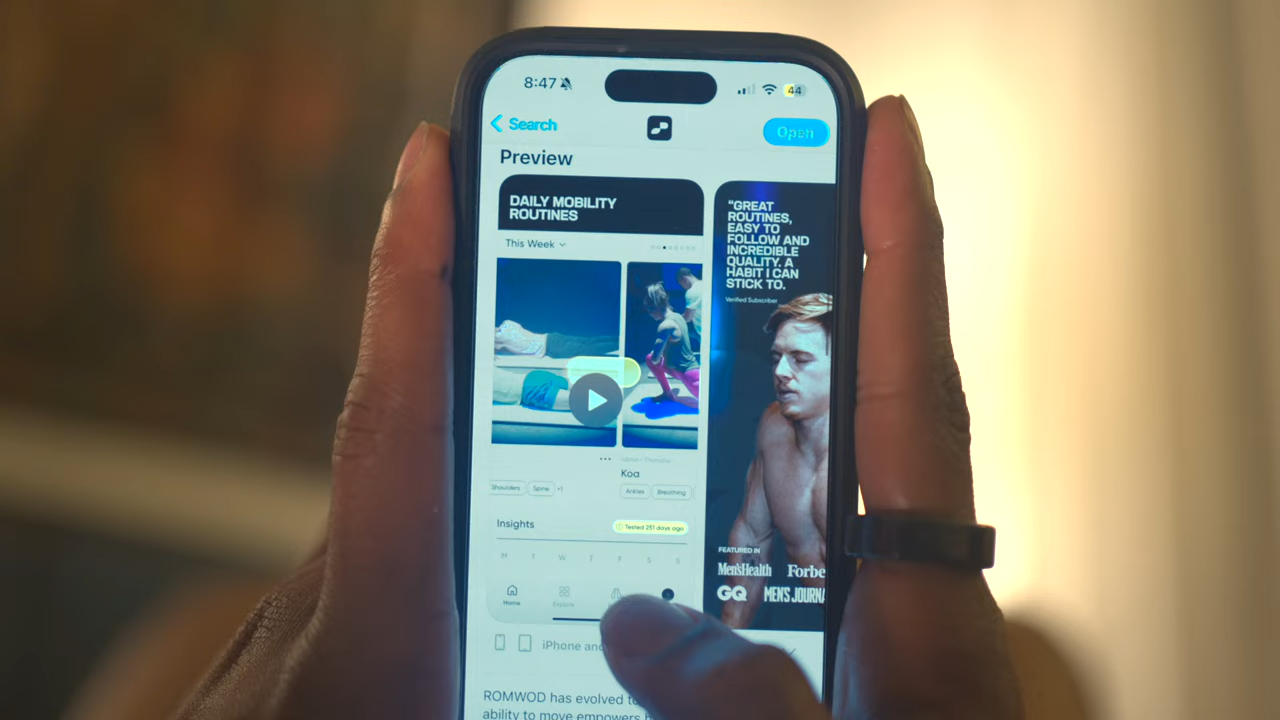 8:47
44
Search
Open
Preview
DAILY MOBILITY
ROUTINES
This Week
Koa
Shoulders
Spine
+1
Ankles
Breathing
Insights
Tested 251 days ago
M T W T F S S
Home
Explore
"GREAT
ROUTINES,
EASY TO
FOLLOW AND
INCREDIBLE
QUALITY. A
HABIT I CAN
STICK TO.
Verified Subscriber
FEATURED IN
Men'sHealth Forbe
GQ MEN'S JOURNA
iPhone and
ROMWOD has evolved to
ability to move empowers